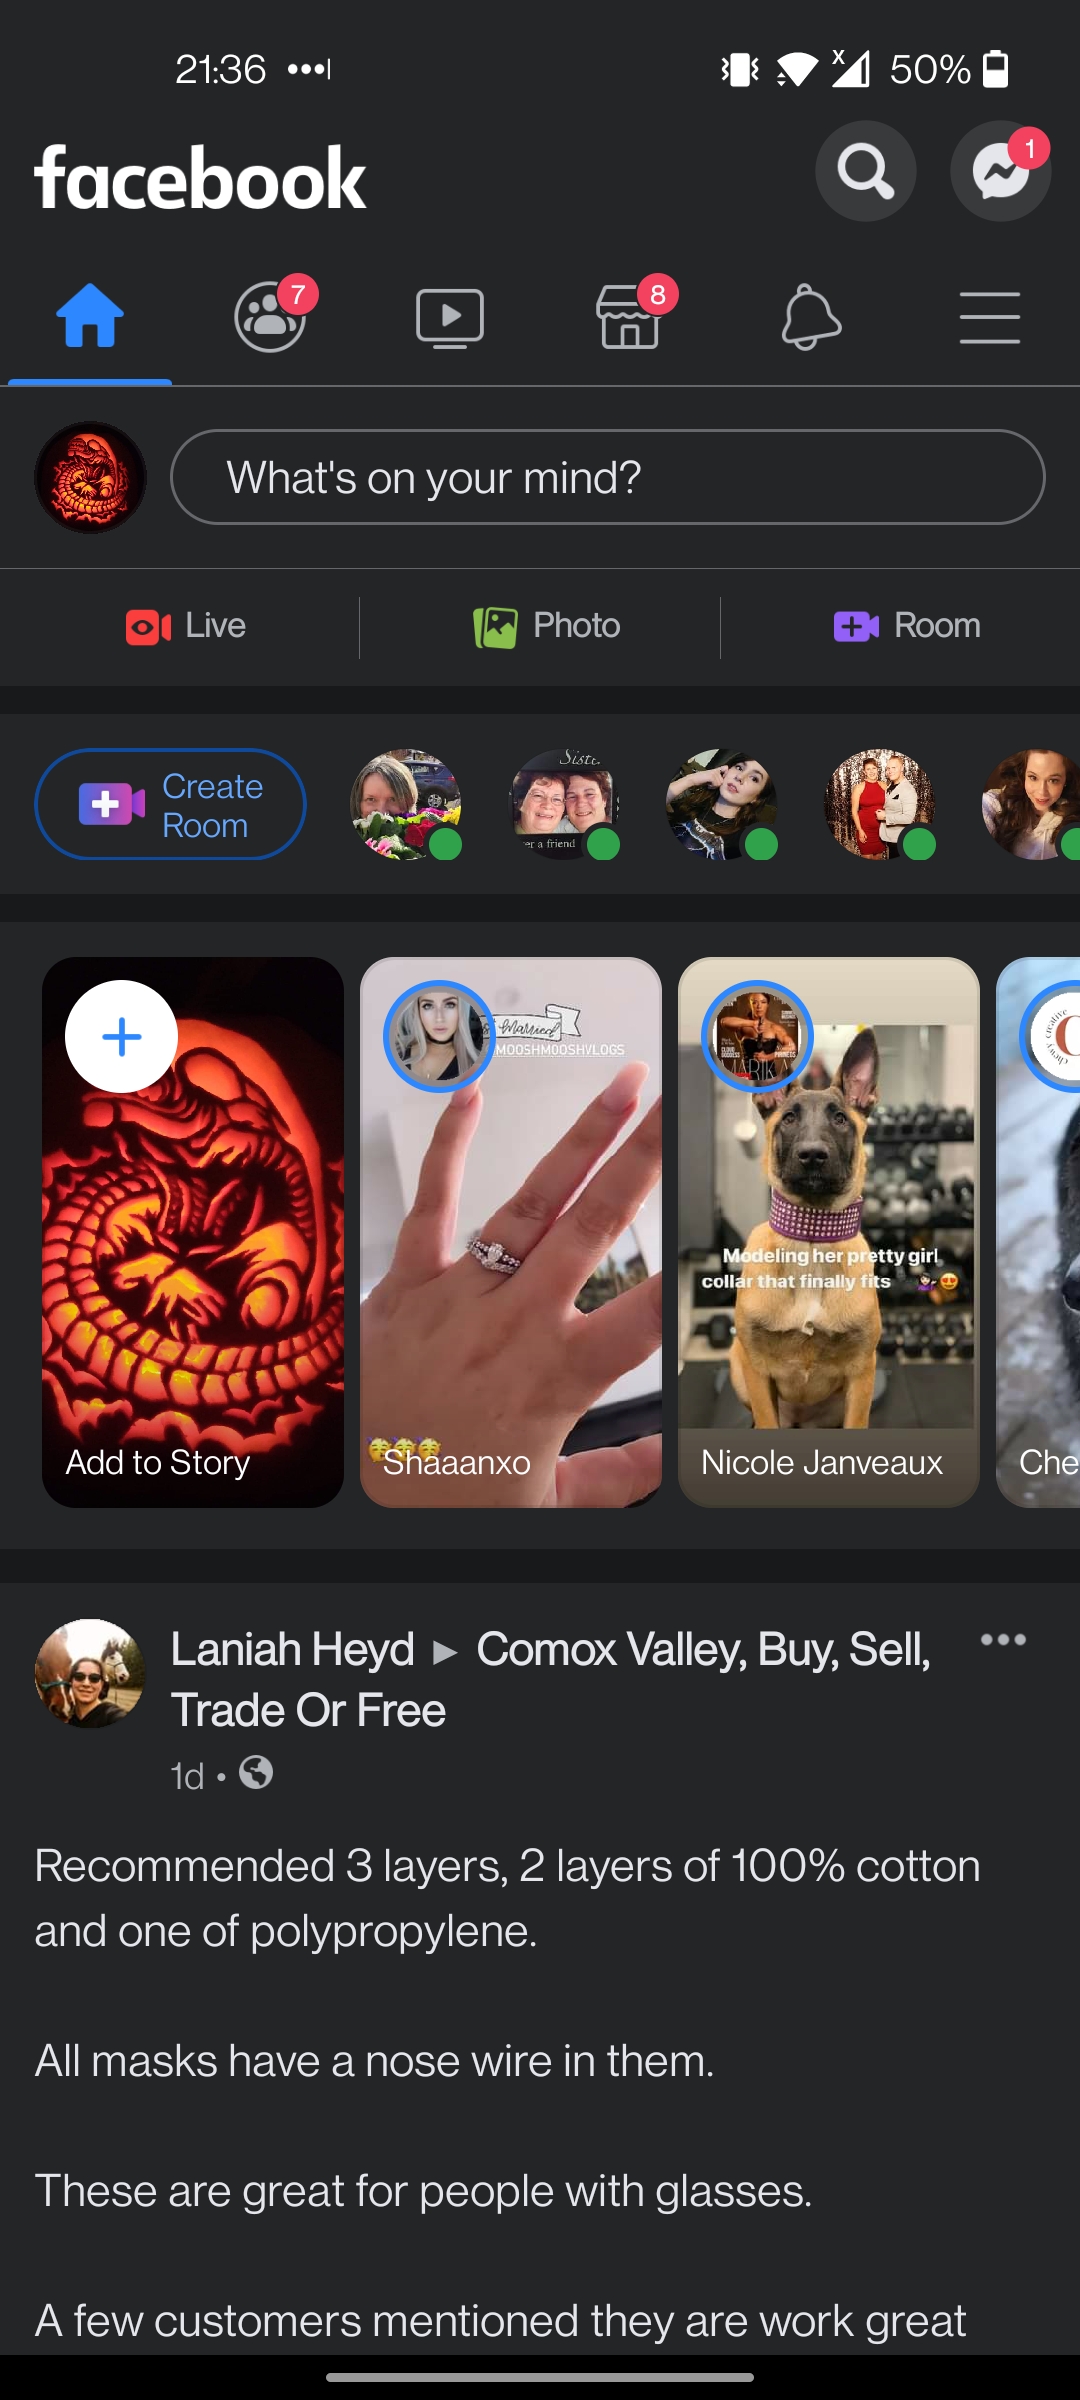 21:36
50%
facebook
1
7
8
What's on your mind?
Live
Photo
Room
Create
Room
er a friend
Married
MOOSHMOOSHVLOGS
Modeling her pretty girl
collar that finally fits
Add to Story
Shaaanxo
Nicole Janveaux
Che
Laniah Heyd ▶ Comox Valley, Buy, Sell,
Trade Or Free
1d •
Recommended 3 layers, 2 layers of 100% cotton
and one of polypropylene.
All masks have a nose wire in them.
These are great for people with glasses.
A few customers mentioned they are work great